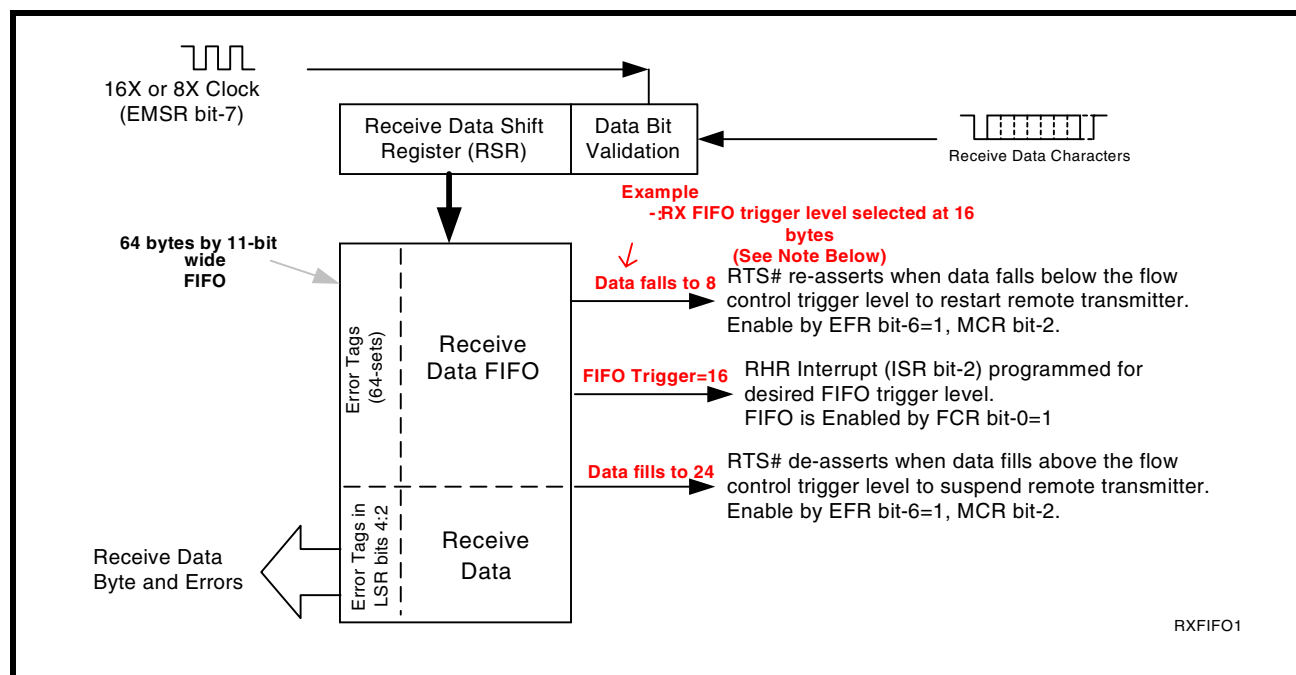 16X or 8X Clock
(EMSR bit-7)
Receive Data Shift
Register (RSR)
Data Bit
Validation
Receive Data Characters
Example
-:RX FIFO trigger level selected at 16
bytes
(See Note Below)
64 bytes by 11-bit
wide
FIFO
Data falls to 8
RTS# re-asserts when data falls below the flow
control trigger level to restart remote transmitter.
Enable by EFR bit-6=1, MCR bit-2.
Error Tags
(64-sets)
Receive
Data FIFO
FIFO Trigger=16
RHR Interrupt (ISR bit-2) programmed for
desired FIFO trigger level.
FIFO is Enabled by FCR bit-0=1
Data fills to 24
RTS# de-asserts when data fills above the flow
control trigger level to suspend remote transmitter.
Enable by EFR bit-6=1, MCR bit-2.
Error Tags in
LSR bits 4:2
Receive
Data
Receive Data
Byte and Errors
RXFIFO1